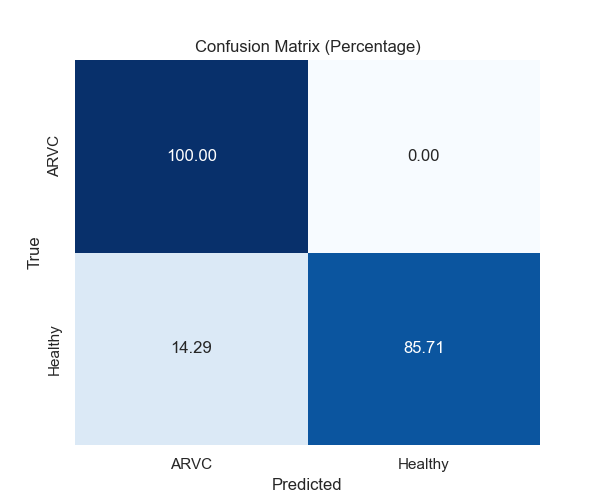 Confusion Matrix (Percentage)
True
ARVC
100.00
0.00
Healthy
14.29
85.71
ARVC
Healthy
Predicted